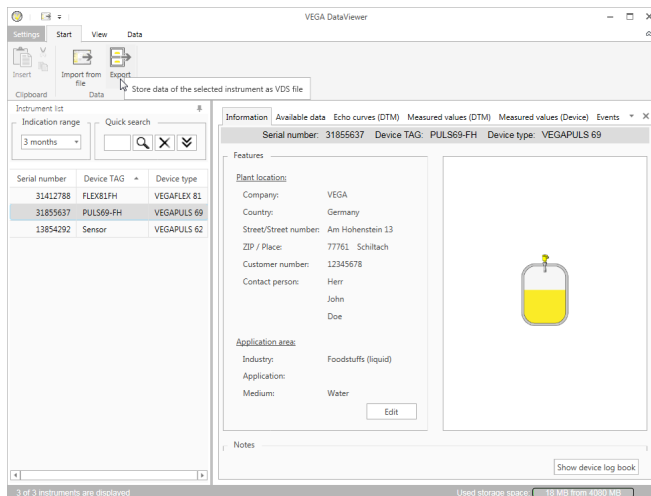 VEGA DataViewer
Settings Start View Data
Insert
Import from file
Export
Clipboard
Data
Store data of the selected instrument as VDS file
Instrument list
Indication range
Quick search
3 months
Serial number Device TAG Device type
31412788 FLEX81FH VEGAFLEX 81
31855637 PULS69-FH VEGAPULS 69
13854292 Sensor VEGAPULS 62
Information Available data Echo curves (DTM) Measured values (DTM) Measured values (Device) Events
Serial number: 31855637 Device TAG: PULS69-FH Device type: VEGAPULS 69
Features
Plant location:
Company: VEGA
Country: Germany
Street/Street number: Am Hohenstein 13
ZIP / Place: 77761 Schiltach
Customer number: 12345678
Contact person: Herr
John
Doe
Application area:
Industry: Foodstuffs (liquid)
Application:
Medium: Water
Edit
Notes
Show device log book
3 of 3 instruments are displayed
Used storage space: 18 MB from 4080 MB